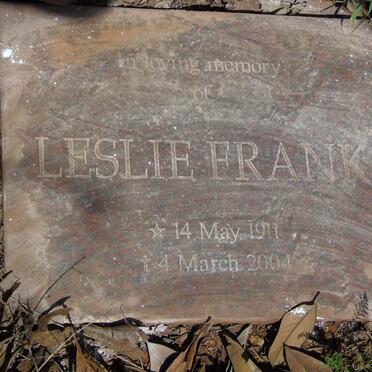 In loving memory
of
LESLIE FRANK
☆ 14 May 1911
† 4 March 2004